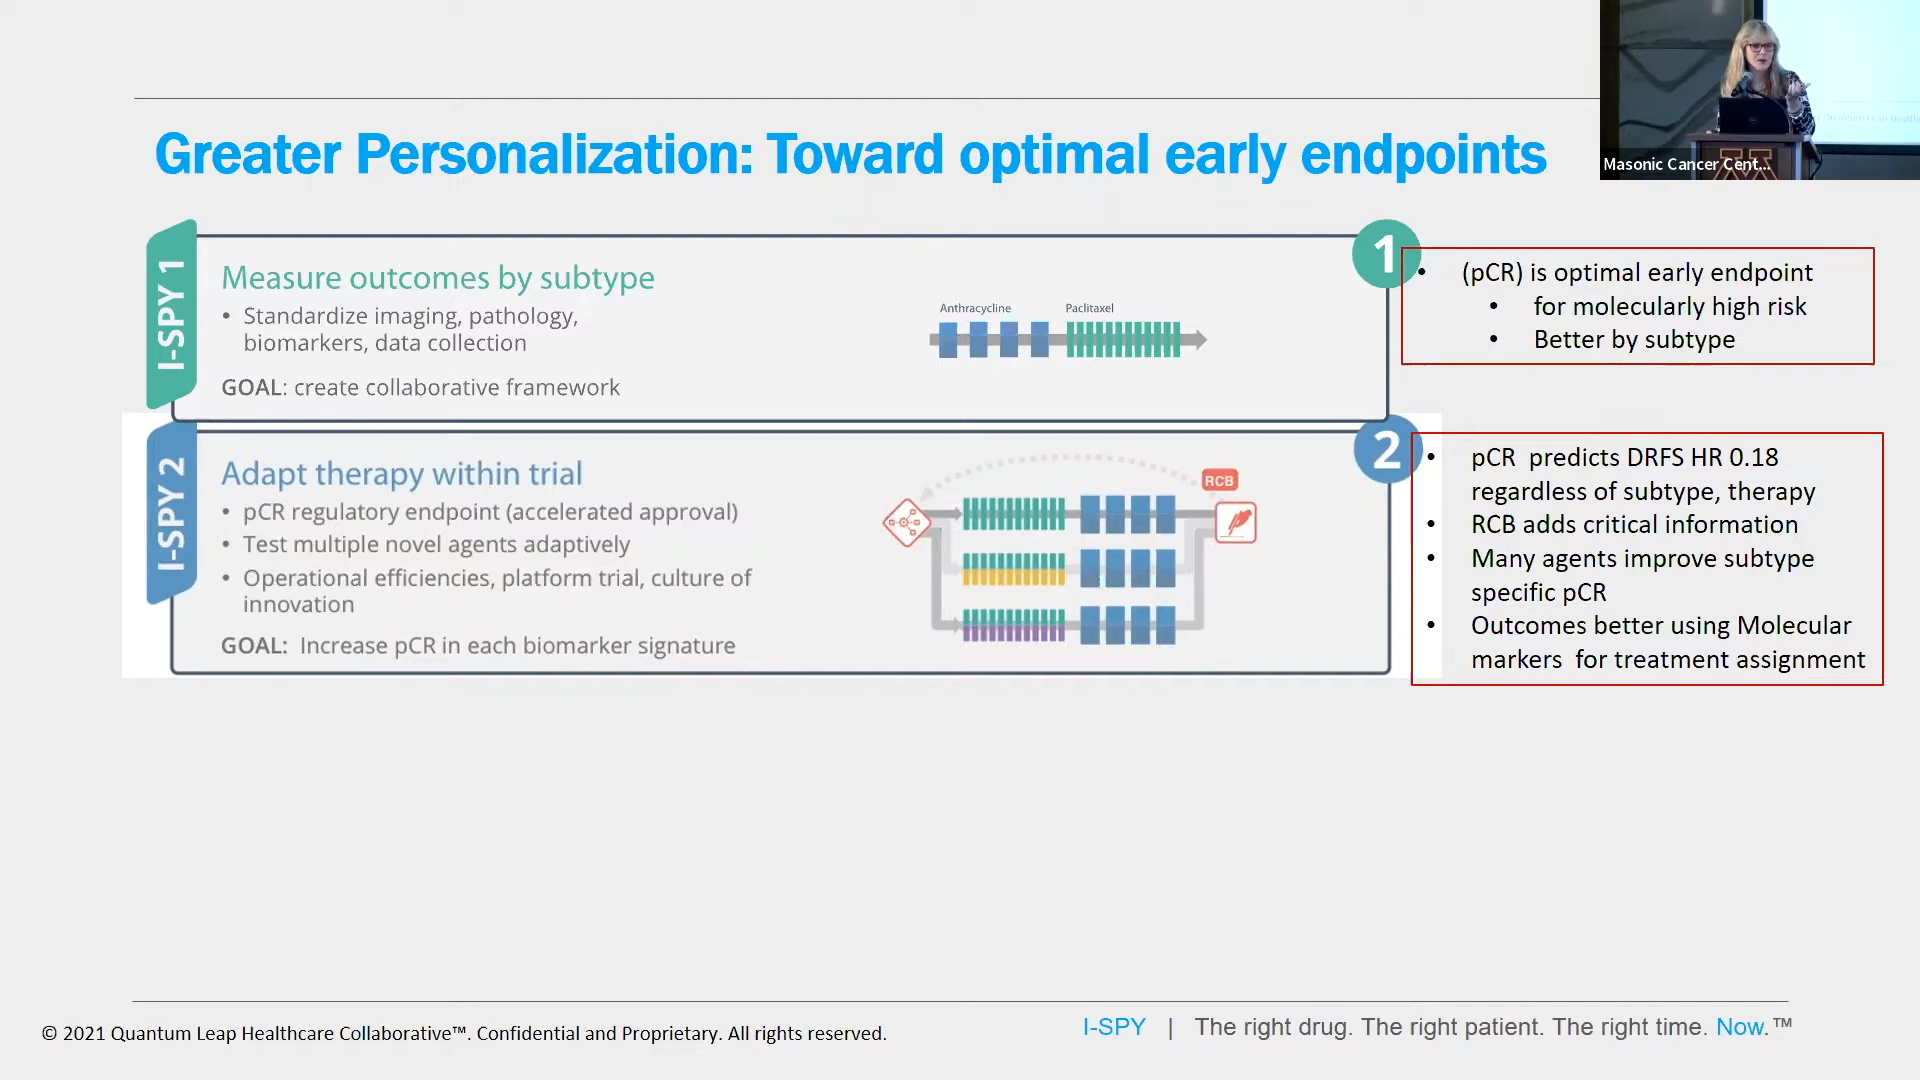 Greater Personalization: Toward optimal early endpoints
Masonic Cancer Cent...
I-SPY 1
Measure outcomes by subtype
• Standardize imaging, pathology,
biomarkers, data collection
GOAL: create collaborative framework
Anthracycline
Paclitaxel
1
• (pCR) is optimal early endpoint
• for molecularly high risk
• Better by subtype
I-SPY 2
Adapt therapy within trial
• pCR regulatory endpoint (accelerated approval)
• Test multiple novel agents adaptively
• Operational efficiencies, platform trial, culture of
innovation
GOAL: Increase pCR in each biomarker signature
RCB
2
• pCR predicts DRFS HR 0.18
regardless of subtype, therapy
• RCB adds critical information
• Many agents improve subtype
specific pCR
• Outcomes better using Molecular
markers for treatment assignment
© 2021 Quantum Leap Healthcare Collaborative™. Confidential and Proprietary. All rights reserved.
I-SPY | The right drug. The right patient. The right time. Now.™